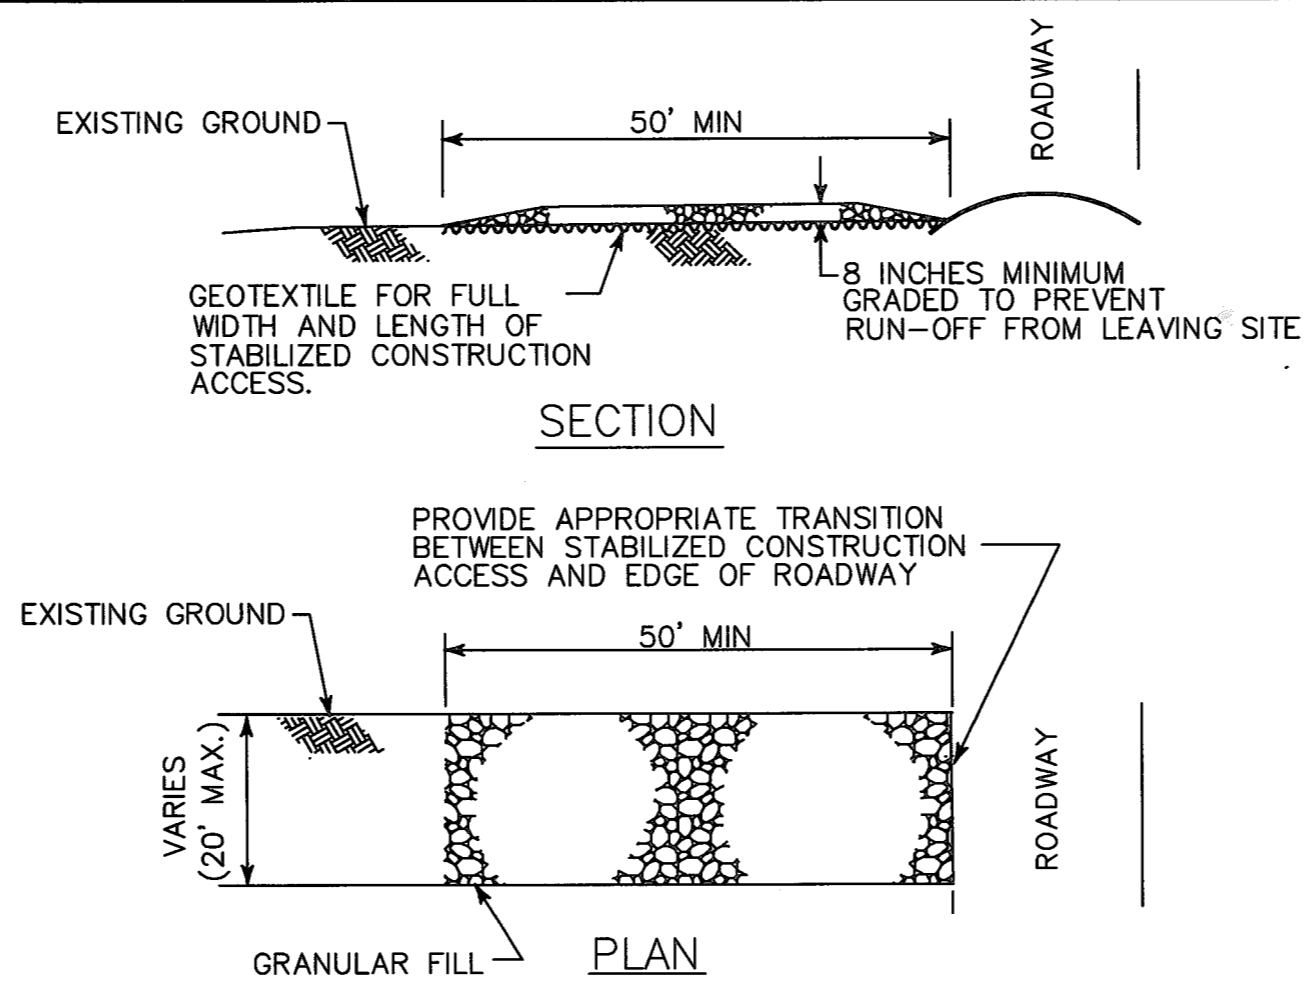 ROADWAY
EXISTING GROUND
50' MIN
8 INCHES MINIMUM
GRADED TO PREVENT
RUN-OFF FROM LEAVING SITE
GEOTEXTILE FOR FULL
WIDTH AND LENGTH OF
STABILIZED CONSTRUCTION
ACCESS.
SECTION
PROVIDE APPROPRIATE TRANSITION
BETWEEN STABILIZED CONSTRUCTION
ACCESS AND EDGE OF ROADWAY
EXISTING GROUND
50' MIN
VARIES
(20' MAX.)
ROADWAY
GRANULAR FILL
PLAN